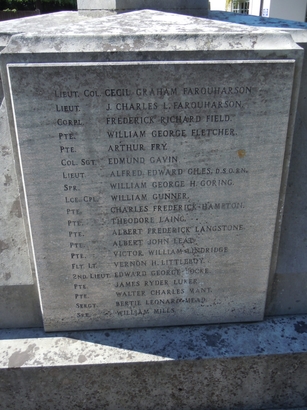 LIEUT. COL. CECIL GRAHAM FARQUHARSON
LIEUT. J. CHARLES L. FARQUHARSON.
CORPL. FREDERICK RICHARD FIELD.
PTE. WILLIAM GEORGE FLETCHER.
PTE. ARTHUR FRY.
COL. SGT. EDMUND GAVIN
LIEUT. ALFRED EDWARD GILES, D.S.O. R.N.
SPR. WILLIAM GEORGE H. GORING.
LCE. CPL. WILLIAM GUNNER.
PTE. CHARLES FREDERICK HAMPTON.
PTE. THEODORE LAING.
PTE. ALBERT FREDERICK LANGSTONE
PTE. ALBERT JOHN LEAD.
PTE. VICTOR WILLIAM LINDRIDGE
FLT. LT. VERNON H. LITTLEBOY.
2ND. LIEUT. EDWARD GEORGE LOCKE.
PTE. JAMES RYDER LUKER.
PTE. WALTER CHARLES MANT.
SERGT. BERTIE LEONARD MEAD.
WILLIAM MILLS